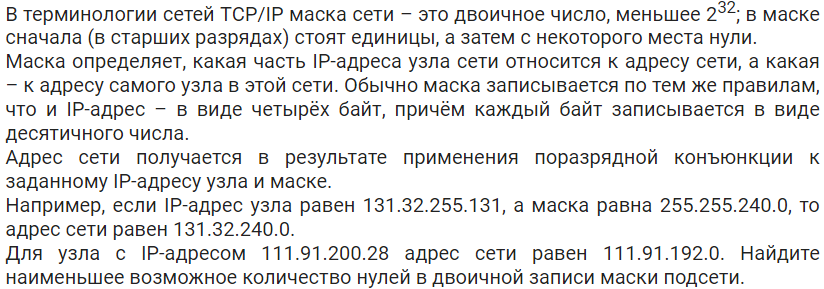 В терминологии сетей TCP/IP маска сети – это двоичное число, меньшее 2^32; в маске
сначала (в старших разрядах) стоят единицы, а затем с некоторого места нули.
Маска определяет, какая часть IP-адреса узла сети относится к адресу сети, а какая
– к адресу самого узла в этой сети. Обычно маска записывается по тем же правилам,
что и IP-адрес – в виде четырёх байт, причём каждый байт записывается в виде
десятичного числа.
Адрес сети получается в результате применения поразрядной конъюнкции к
заданному IP-адресу узла и маске.
Например, если IP-адрес узла равен 131.32.255.131, а маска равна 255.255.240.0, то
адрес сети равен 131.32.240.0.
Для узла с IP-адресом 111.91.200.28 адрес сети равен 111.91.192.0. Найдите
наименьшее возможное количество нулей в двоичной записи маски подсети.